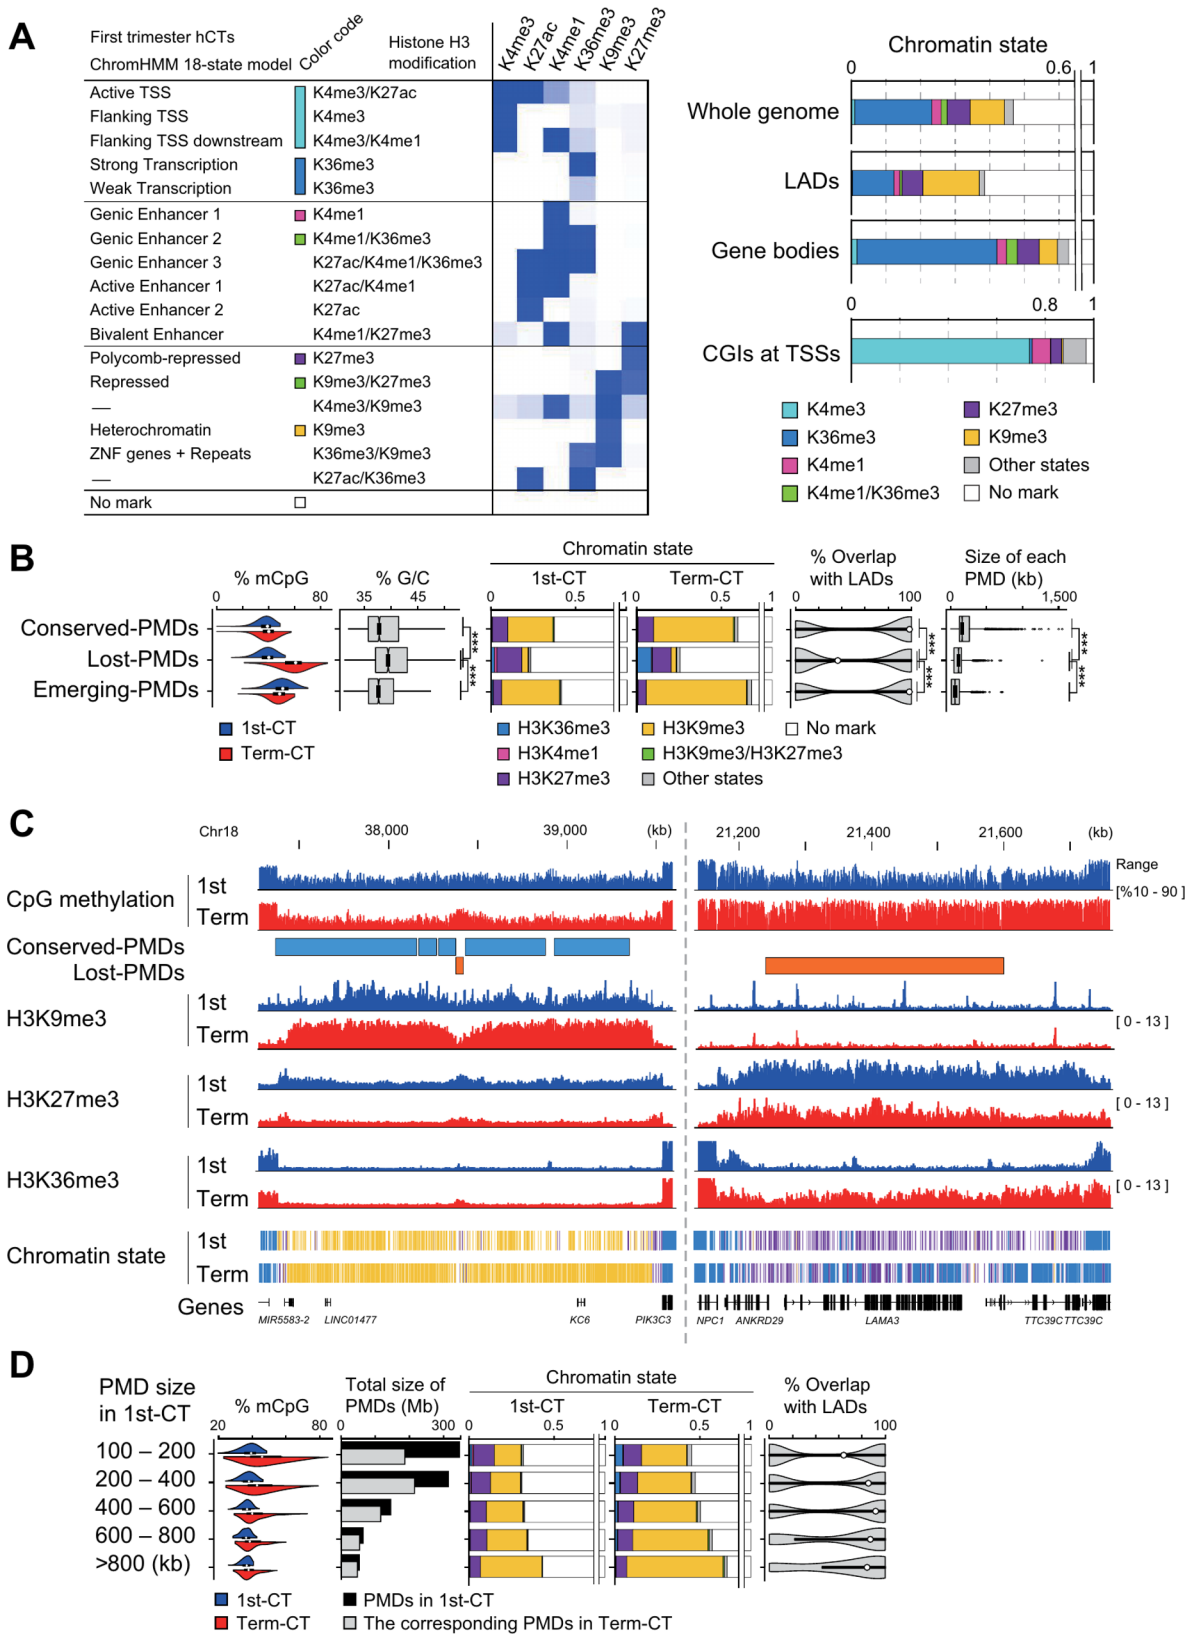 A
First trimester hCTs
ChromHMM 18-state model
Color code
Histone H3
modification
K4me3
K27ac
K4me1
K36me3
K9me3
K27me3
Active TSS K4me3/K27ac
Flanking TSS K4me3
Flanking TSS downstream K4me3/K4me1
Strong Transcription K36me3
Weak Transcription K36me3
Genic Enhancer 1 K4me1
Genic Enhancer 2 K4me1/K36me3
Genic Enhancer 3 K27ac/K4me1/K36me3
Active Enhancer 1 K27ac/K4me1
Active Enhancer 2 K27ac
Bivalent Enhancer K4me1/K27me3
Polycomb-repressed K27me3
Repressed K9me3/K27me3
— K4me3/K9me3
Heterochromatin K9me3
ZNF genes + Repeats K36me3/K9me3
— K27ac/K36me3
No mark
Chromatin state
0 0.6 1
Whole genome
LADs
Gene bodies
0 0.8 1
CGIs at TSSs
K4me3 K27me3
K36me3 K9me3
K4me1 Other states
K4me1/K36me3 No mark
B
Chromatin state
% mCpG % G/C 1st-CT Term-CT
% Overlap
with LADs
Size of each
PMD (kb)
0 80 35 45 0 0.5 1 0 0.5 1 0 100 0 1,500
Conserved-PMDs
Lost-PMDs
Emerging-PMDs
*** *** *** *** *** ***
1st-CT
Term-CT
H3K36me3 H3K9me3 No mark
H3K4me1 H3K9me3/H3K27me3
H3K27me3 Other states
C
Chr18 38,000 39,000 (kb) 21,200 21,400 21,600 (kb)
Range
[%10 - 90 ]
CpG methylation
1st
Term
Conserved-PMDs
Lost-PMDs
H3K9me3
1st
Term
[ 0 - 13 ]
H3K27me3
1st
Term
[ 0 - 13 ]
H3K36me3
1st
Term
[ 0 - 13 ]
Chromatin state
1st
Term
Genes
MIR5583-2 LINC01477 KC6 PIK3C3 NPC1 ANKRD29 LAMA3 TTC39C TTC39C
D
PMD size
in 1st-CT
% mCpG
Total size of
PMDs (Mb)
Chromatin state
1st-CT Term-CT
% Overlap
with LADs
20 80 0 300 0 0.5 1 0 0.5 1 0 100
100 – 200
200 – 400
400 – 600
600 – 800
>800 (kb)
1st-CT PMDs in 1st-CT
Term-CT The corresponding PMDs in Term-CT